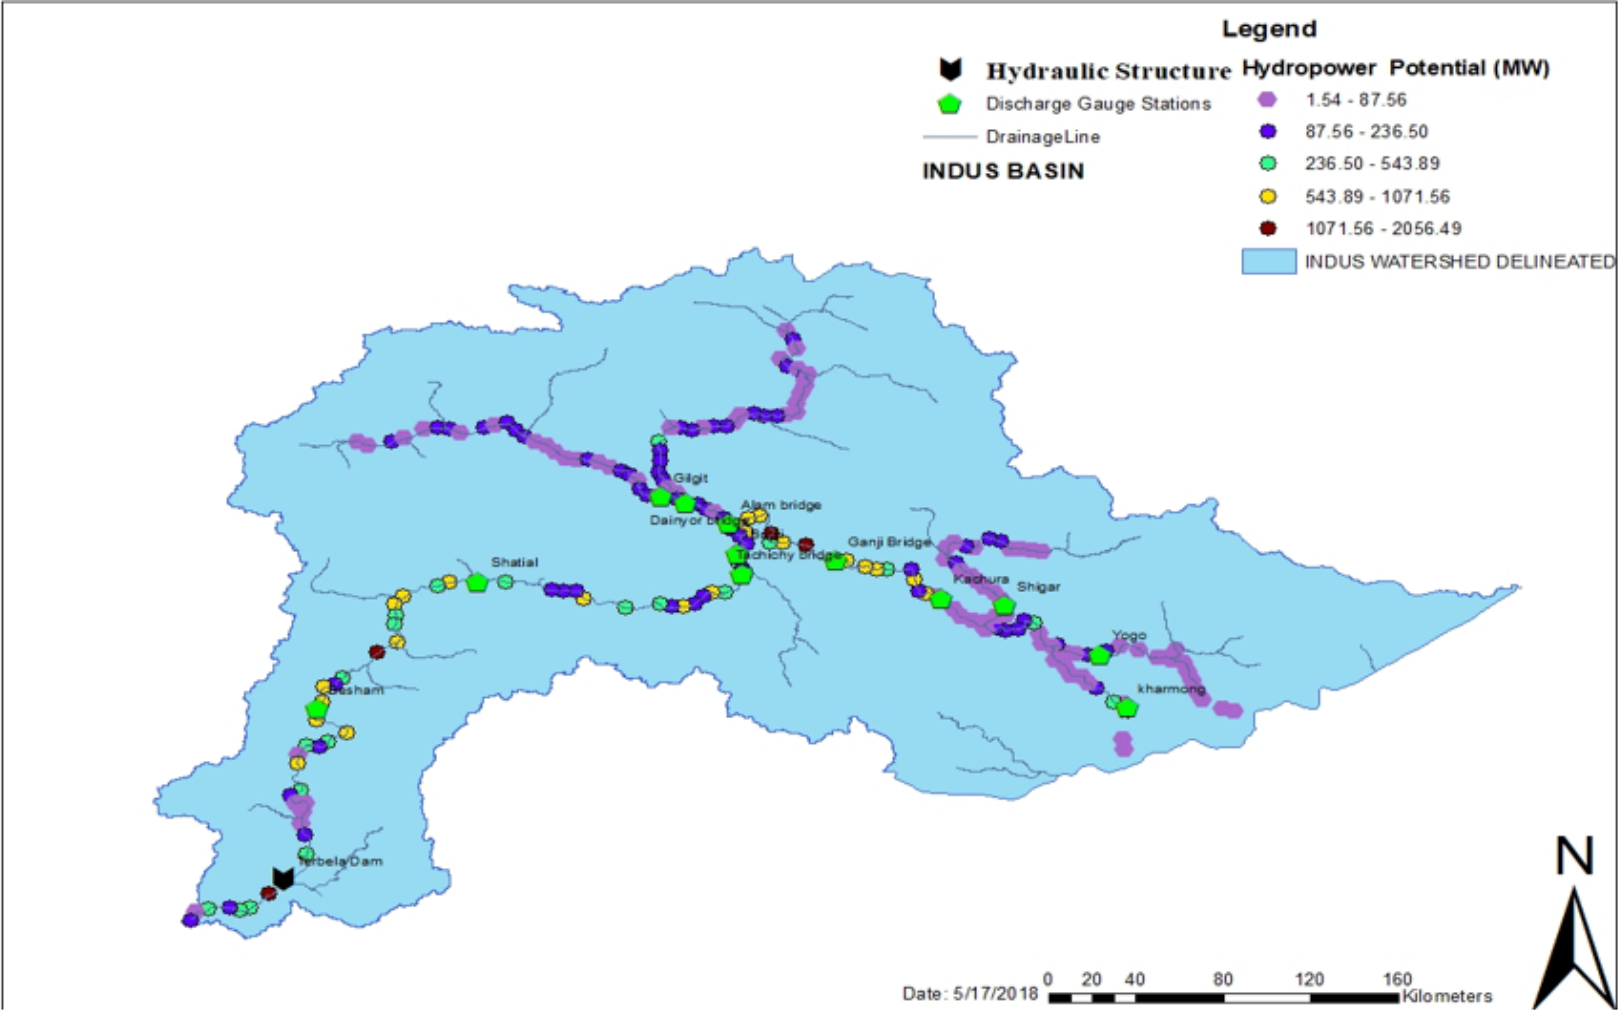 Legend
Hydraulic Structure
Discharge Gauge Stations
DrainageLine
INDUS BASIN
Hydropower Potential (MW)
1.54 - 87.56
87.56 - 236.50
236.50 - 543.89
543.89 - 1071.56
1071.56 - 2056.49
INDUS WATERSHED DELINEATED
Gilgit
Alam bridge
Dainyor bridge
Tachichy Bridge
Ganji Bridge
Shatial
Kachura
Shigar
Yogo
kharmong
Besham
Terbela Dam
N
0 20 40 80 120 160
Kilometers
Date: 5/17/2018